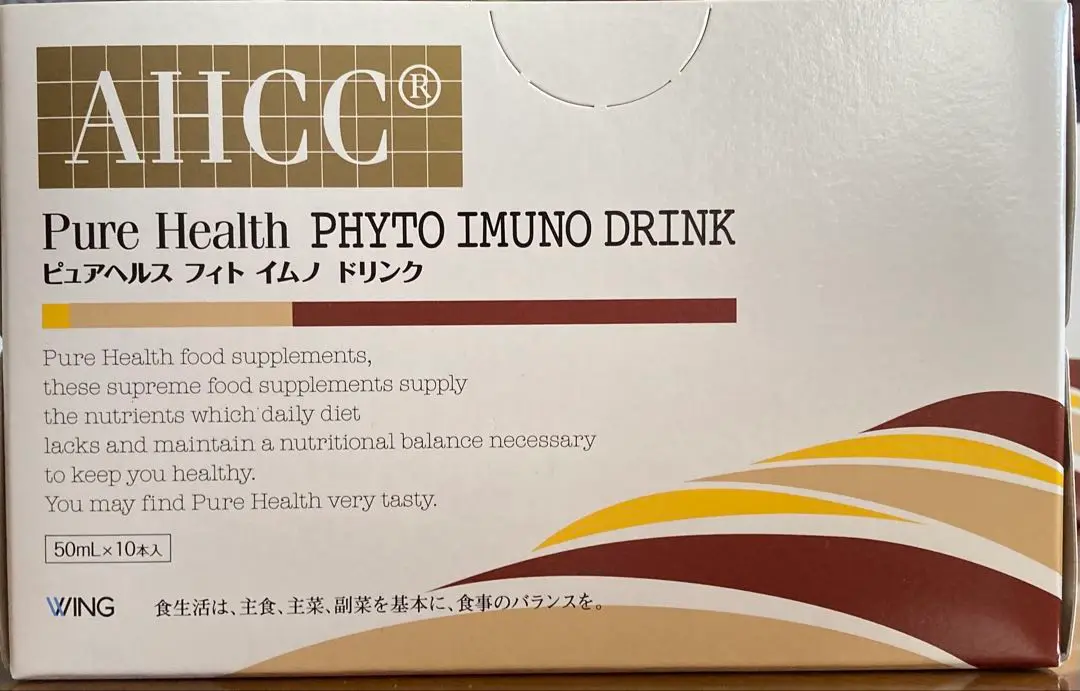 AHCC®
Pure Health PHYTO IMUNO DRINK
ピュアヘルス フィト イムノ ドリンク
Pure Health food supplements,
these supreme food supplements supply
the nutrients which daily diet
lacks and maintain a nutritional balance necessary
to keep you healthy.
You may find Pure Health very tasty.
50mL×10本入
WING
食生活は、主食、主菜、副菜を基本に、食事のバランスを。